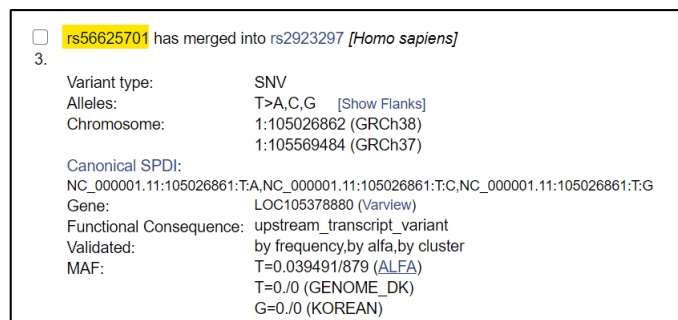 rs56625701 has merged into rs2923297 [Homo sapiens]
3.
Variant type: SNV
Alleles: T>A,C,G [Show Flanks]
Chromosome: 1:105026862 (GRCh38)
1:105569484 (GRCh37)
Canonical SPDI:
NC_000001.11:105026861:T:A,NC_000001.11:105026861:T:C,NC_000001.11:105026861:T:G
Gene: LOC105378880 (Varview)
Functional Consequence: upstream_transcript_variant
Validated: by frequency,by alfa,by cluster
MAF: T=0.039491/879 (ALFA)
T=0./0 (GENOME_DK)
G=0./0 (KOREAN)